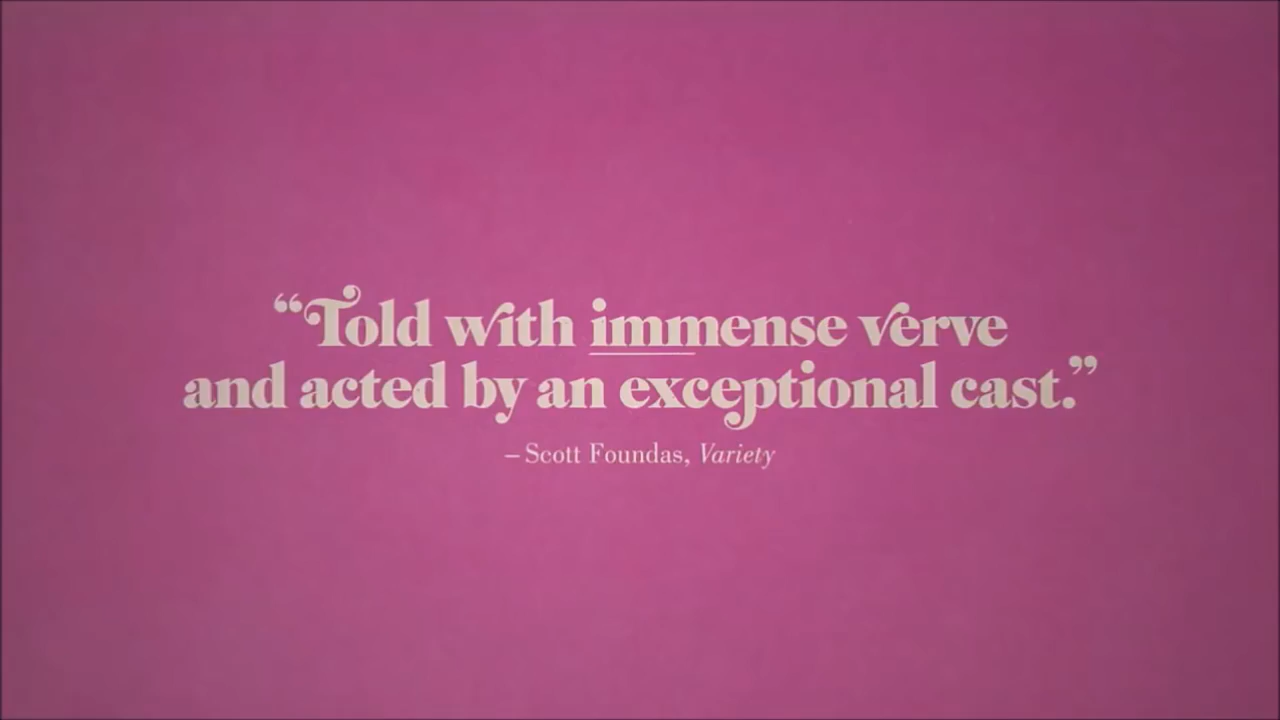 “Told with immense verve
and acted by an exceptional cast.”
– Scott Foundas, Variety